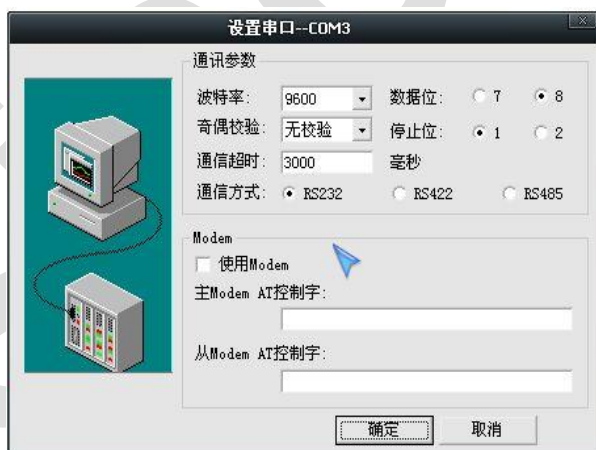 设置串口--COM3
通讯参数
波特率: 9600 数据位: 7 8
奇偶校验: 无校验 停止位: 1 2
通信超时: 3000 毫秒
通信方式: RS232 RS422 RS485
Modem
使用Modem
主Modem AT控制字:
从Modem AT控制字:
确定 取消